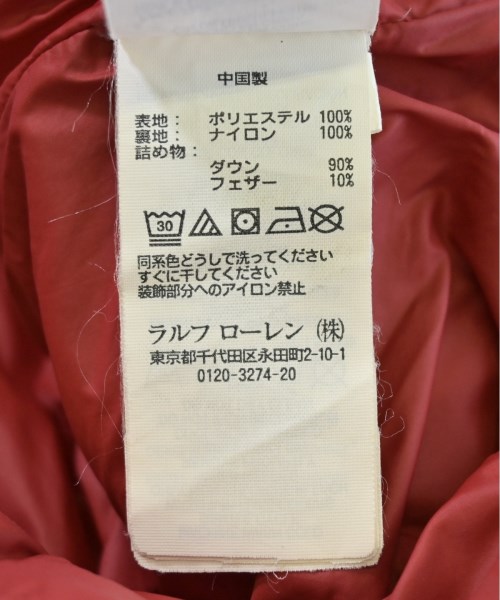 中国製
表地: ポリエステル 100%
裏地: ナイロン 100%
詰め物:
ダウン 90%
フェザー 10%
30
同系色どうしで洗ってください
すぐに干してください
装飾部分へのアイロン禁止
ラルフ ローレン (株)
東京都千代田区永田町2-10-1
0120-3274-20